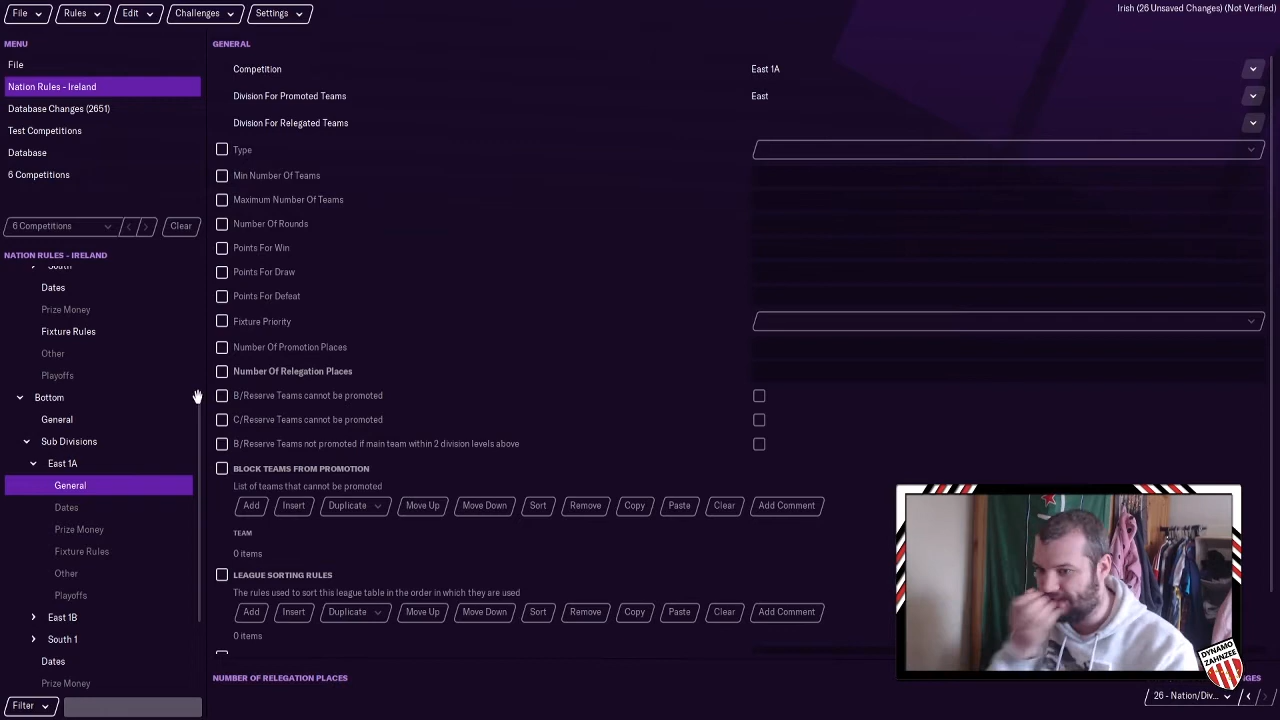 File Rules Edit Challenges Settings
Irish (26 Unsaved Changes) (Not Verified)
MENU
File
Nation Rules - Ireland
Database Changes (2651)
Test Competitions
Database
6 Competitions
6 Competitions Clear
NATION RULES - IRELAND
South
Dates
Prize Money
Fixture Rules
Other
Playoffs
Bottom
General
Sub Divisions
East 1A
General
Dates
Prize Money
Fixture Rules
Other
Playoffs
East 1B
South 1
Dates
Prize Money
Filter
GENERAL
Competition East 1A
Division For Promoted Teams East
Division For Relegated Teams
Type
Min Number Of Teams
Maximum Number Of Teams
Number Of Rounds
Points For Win
Points For Draw
Points For Defeat
Fixture Priority
Number Of Promotion Places
Number Of Relegation Places
B/Reserve Teams cannot be promoted
C/Reserve Teams cannot be promoted
B/Reserve Teams not promoted if main team within 2 division levels above
BLOCK TEAMS FROM PROMOTION
List of teams that cannot be promoted
Add Insert Duplicate Move Up Move Down Sort Remove Copy Paste Clear Add Comment
TEAM
0 items
LEAGUE SORTING RULES
The rules used to sort this league table in the order in which they are used
Add Insert Duplicate Move Up Move Down Sort Remove Copy Paste Clear Add Comment
0 items
NUMBER OF RELEGATION PLACES
26 - Nation/Div...
DYNAMO
ZAHNZEE